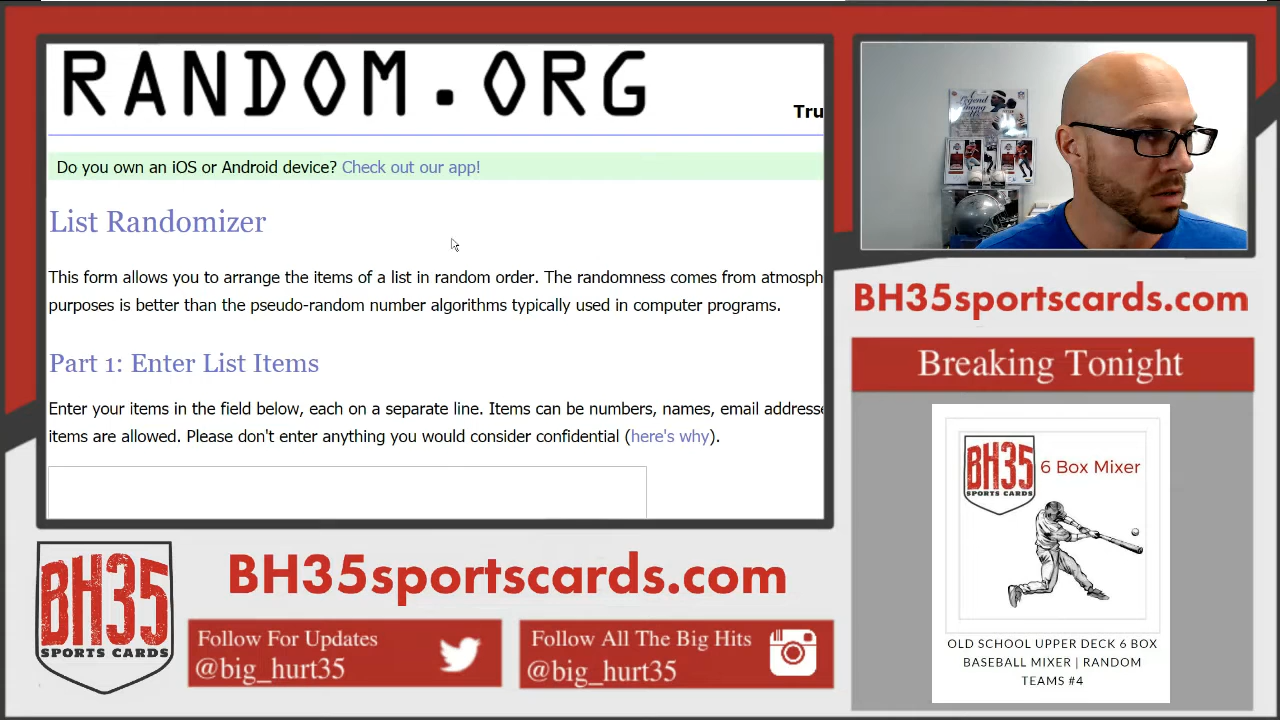 RANDOM.ORG
Tru
Do you own an iOS or Android device? Check out our app!
List Randomizer
This form allows you to arrange the items of a list in random order. The randomness comes from atmosph
purposes is better than the pseudo-random number algorithms typically used in computer programs.
Part 1: Enter List Items
Enter your items in the field below, each on a separate line. Items can be numbers, names, email addresse
items are allowed. Please don't enter anything you would consider confidential (here's why).
BH35sportscards.com
Breaking Tonight
BH35
SPORTS CARDS
6 Box Mixer
OLD SCHOOL UPPER DECK 6 BOX
BASEBALL MIXER | RANDOM
TEAMS #4
BH35
SPORTS CARDS
BH35sportscards.com
Follow For Updates
@big_hurt35
Follow All The Big Hits
@big_hurt35